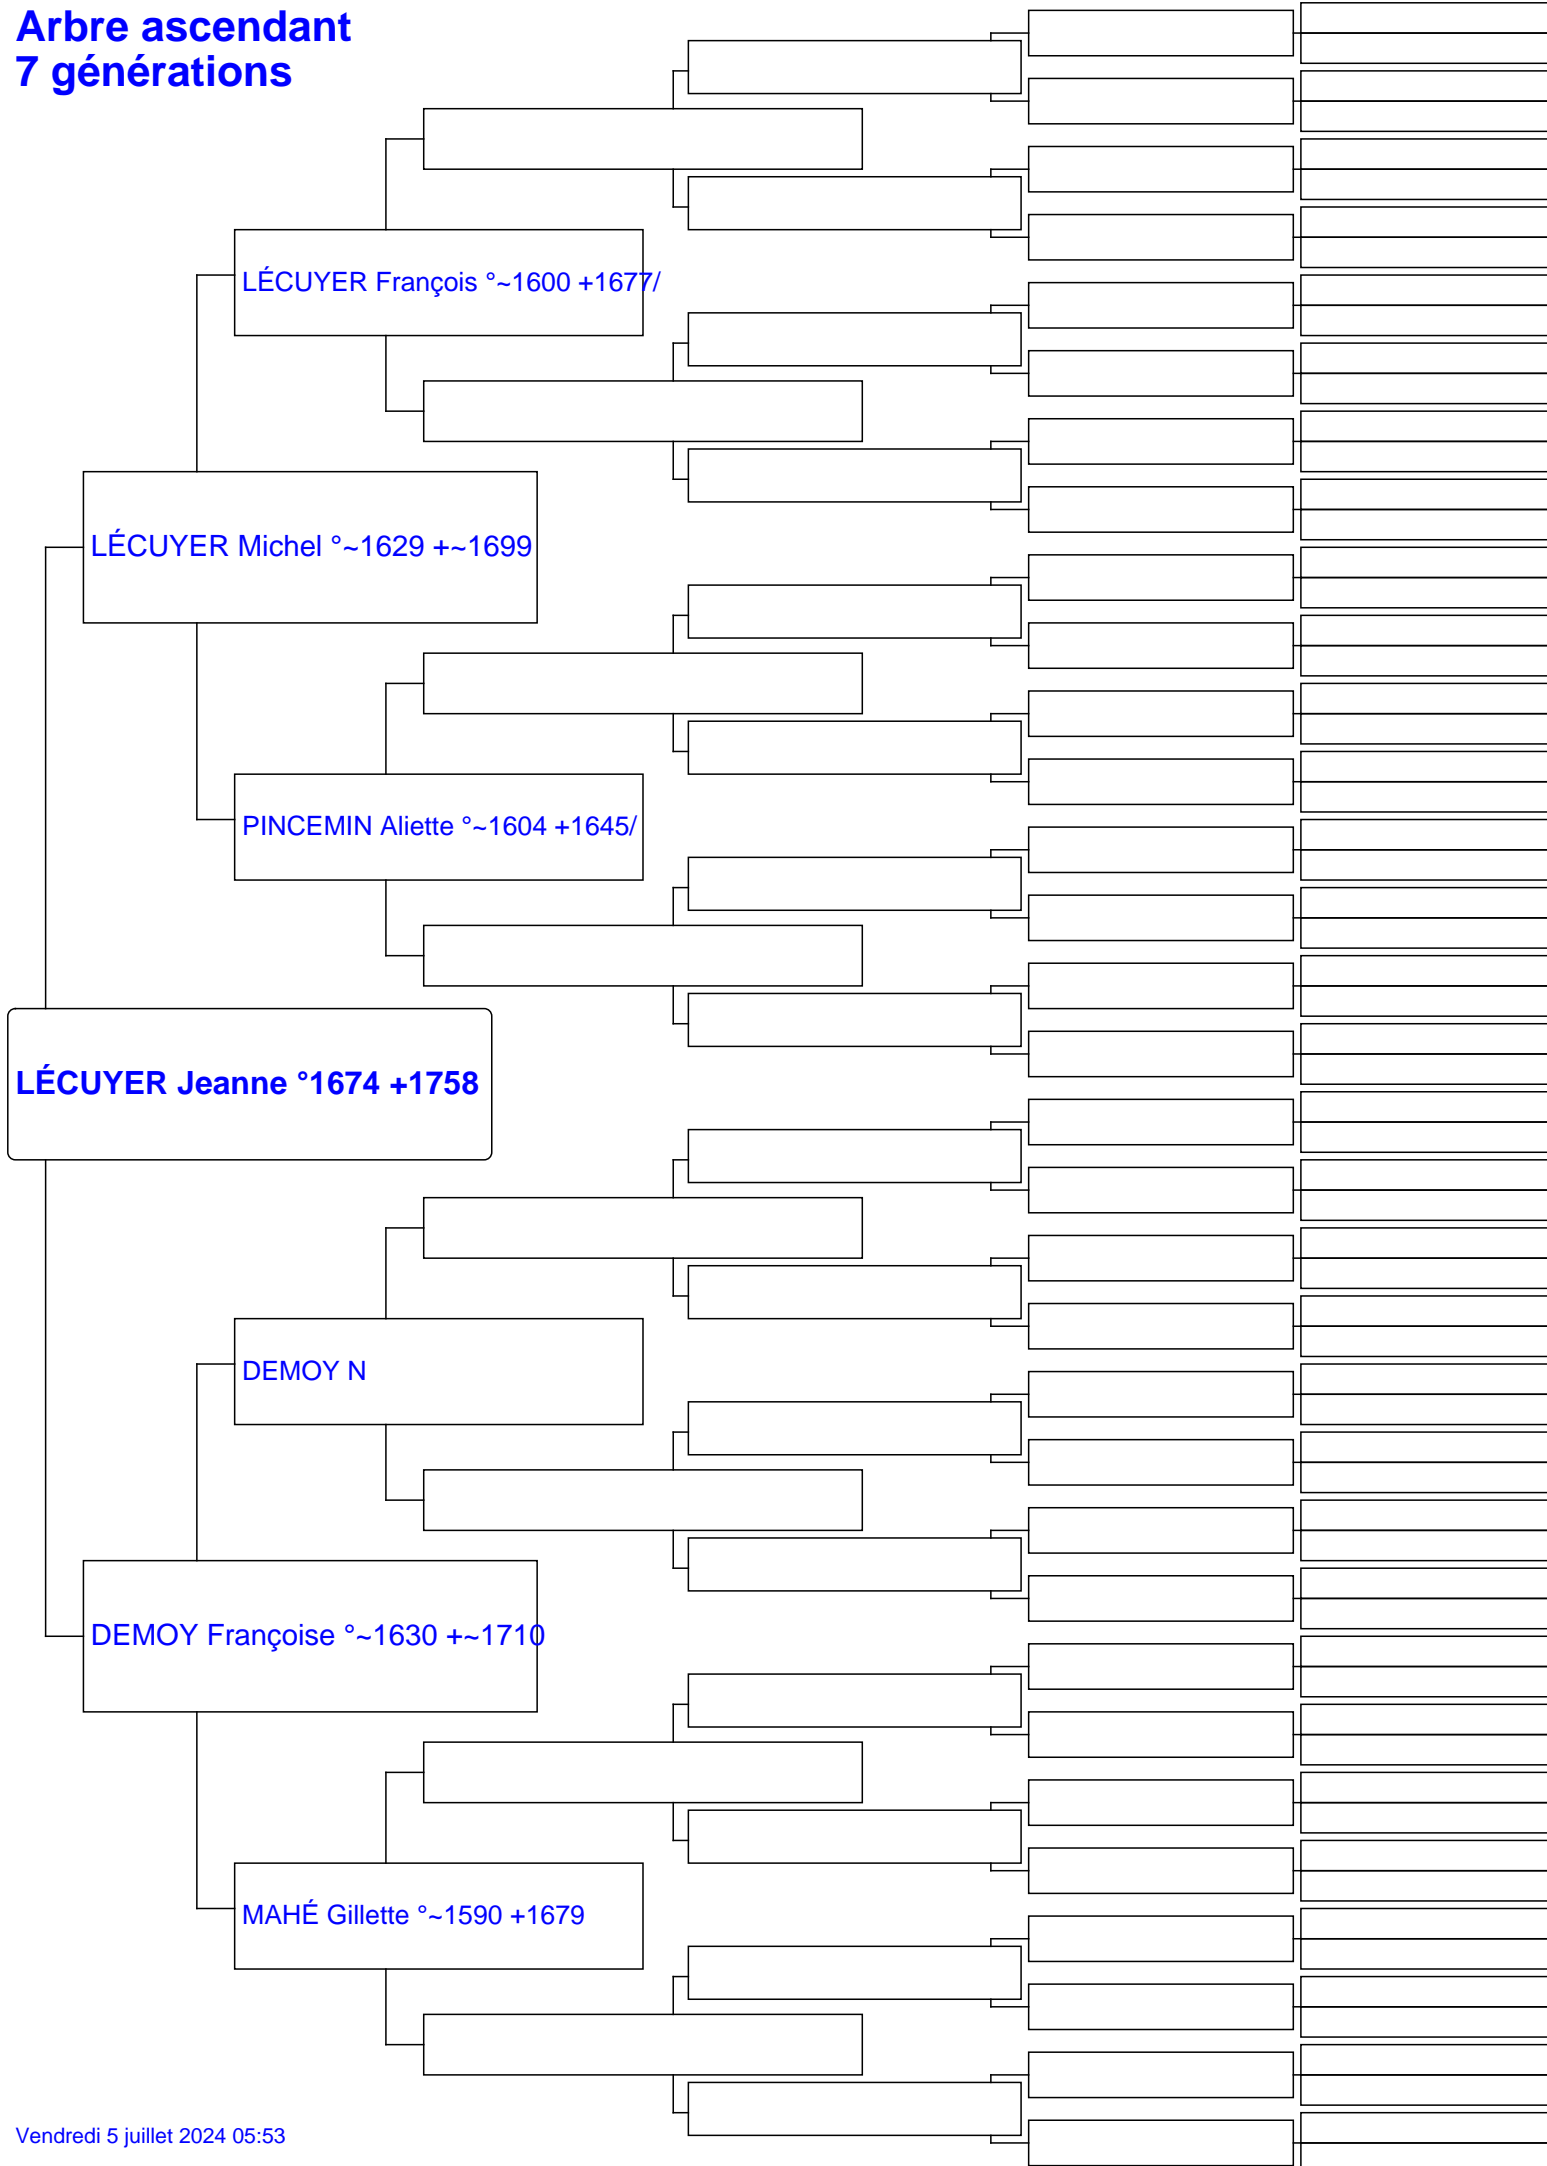 Arbre ascendant
7 générations
LÉCUYER François °~1600 +1677/
LÉCUYER Michel °~1629 +~1699
PINCEMIN Aliette °~1604 +1645/
LÉCUYER Jeanne °1674 +1758
DEMOY N
DEMOY Françoise °~1630 +~1710
MAHÉ Gillette °~1590 +1679
Vendredi 5 juillet 2024 05:53